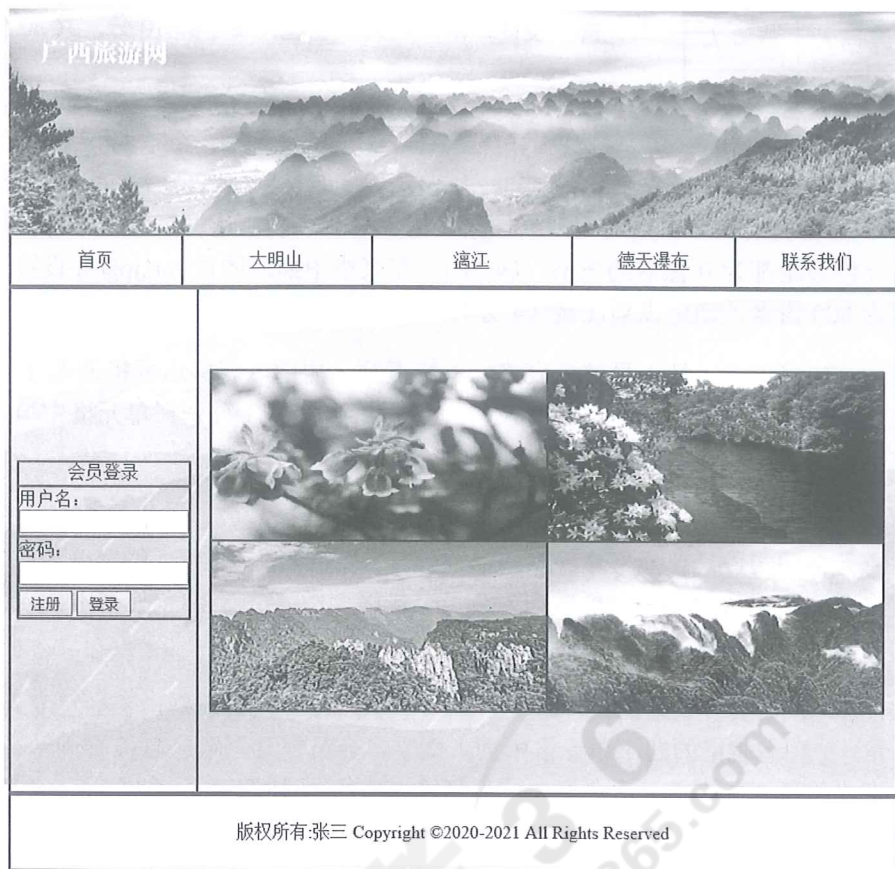 广西旅游网
首页 大明山 漓江 德天瀑布 联系我们
会员登录
用户名：
密码：
注册 登录
版权所有:张三 Copyright ©2020-2021 All Rights Reserved